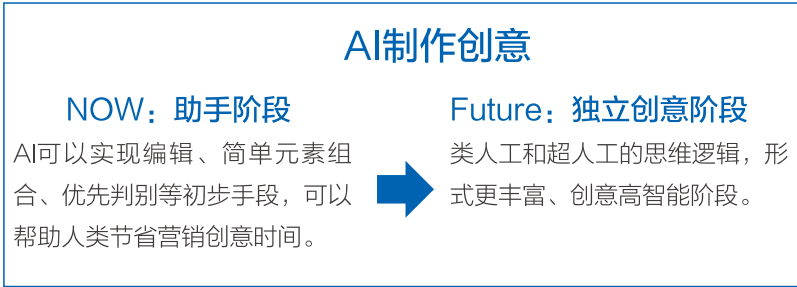 AI制作创意
NOW：助手阶段
AI可以实现编辑、简单元素组
合、优先判别等初步手段，可以
帮助人类节省营销创意时间。
Future：独立创意阶段
类人工和超人工的思维逻辑，形
式更丰富、创意高智能阶段。